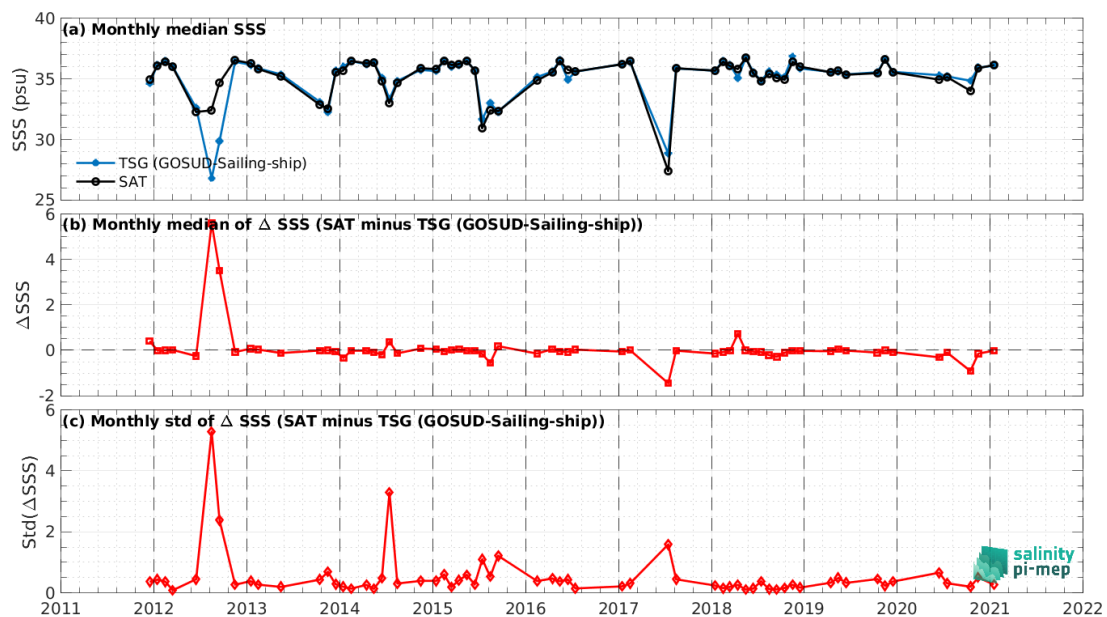 (a) Monthly median SSS
40
35
30
25
SSS (psu)
TSG (GOSUD-Sailing-ship)
SAT
(b) Monthly median of Δ SSS (SAT minus TSG (GOSUD-Sailing-ship))
6
4
2
0
-2
ΔSSS
(c) Monthly std of Δ SSS (SAT minus TSG (GOSUD-Sailing-ship))
6
4
2
0
Std(ΔSSS)
salinity
pi-mep
2011 2012 2013 2014 2015 2016 2017 2018 2019 2020 2021 2022